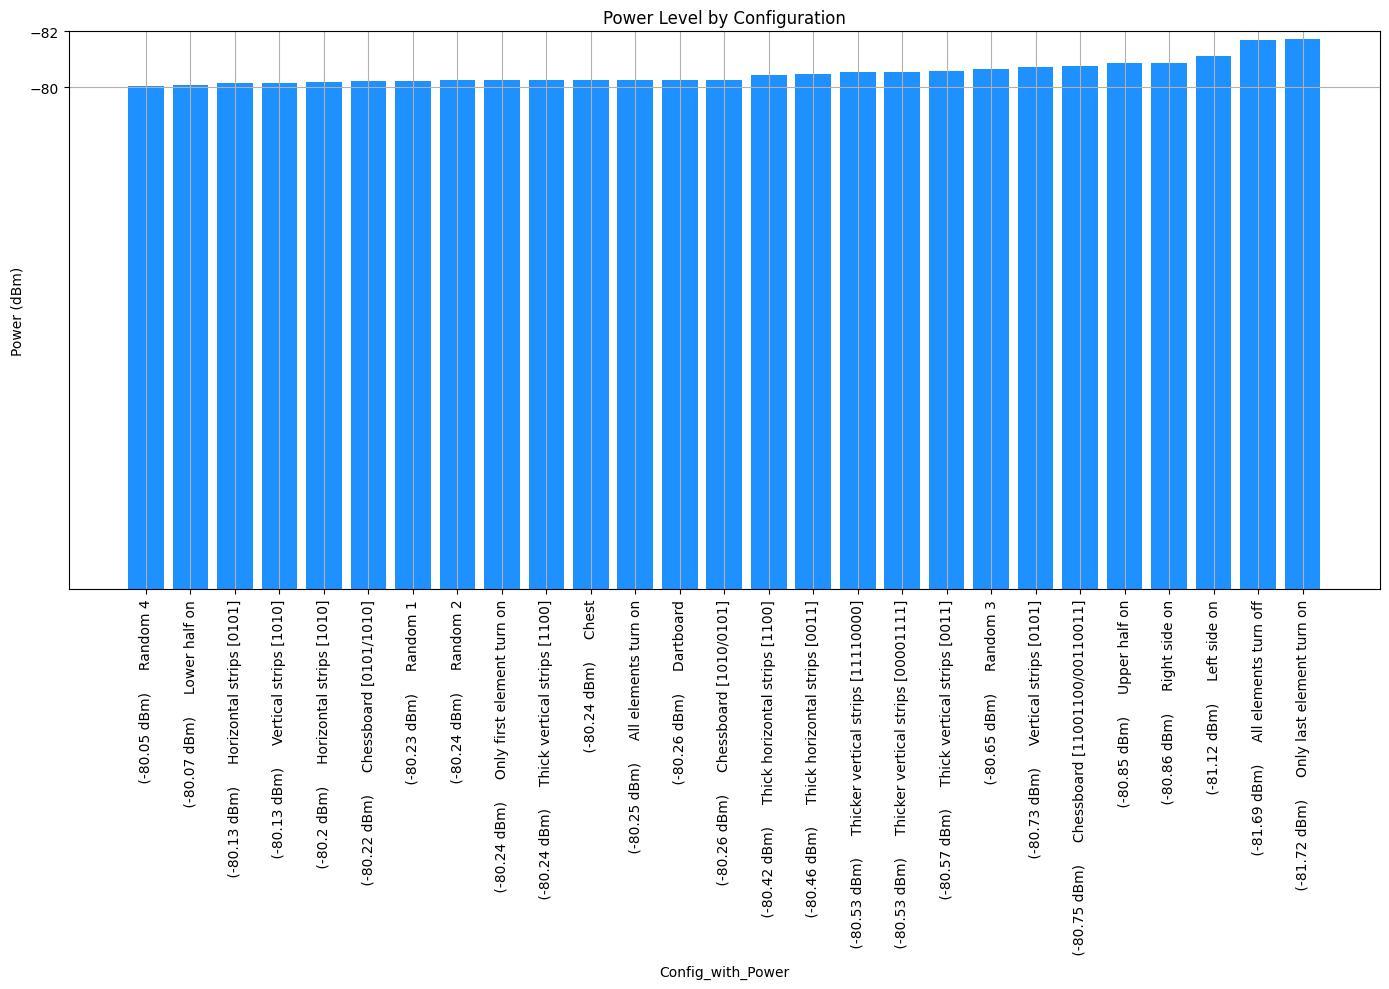 Power Level by Configuration
−82
−80
Power (dBm)
(-80.05 dBm) Random 4
(-80.07 dBm) Lower half on
(-80.13 dBm) Horizontal strips [0101]
(-80.13 dBm) Vertical strips [1010]
(-80.2 dBm) Horizontal strips [1010]
(-80.22 dBm) Chessboard [0101/1010]
(-80.23 dBm) Random 1
(-80.24 dBm) Random 2
(-80.24 dBm) Only first element turn on
(-80.24 dBm) Thick vertical strips [1100]
(-80.24 dBm) Chest
(-80.25 dBm) All elements turn on
(-80.26 dBm) Dartboard
(-80.26 dBm) Chessboard [1010/0101]
(-80.42 dBm) Thick horizontal strips [1100]
(-80.46 dBm) Thick horizontal strips [0011]
(-80.53 dBm) Thicker vertical strips [11110000]
(-80.53 dBm) Thicker vertical strips [00001111]
(-80.57 dBm) Thick vertical strips [0011]
(-80.65 dBm) Random 3
(-80.73 dBm) Vertical strips [0101]
(-80.75 dBm) Chessboard [11001100/00110011]
(-80.85 dBm) Upper half on
(-80.86 dBm) Right side on
(-81.12 dBm) Left side on
(-81.69 dBm) All elements turn off
(-81.72 dBm) Only last element turn on
Config_with_Power